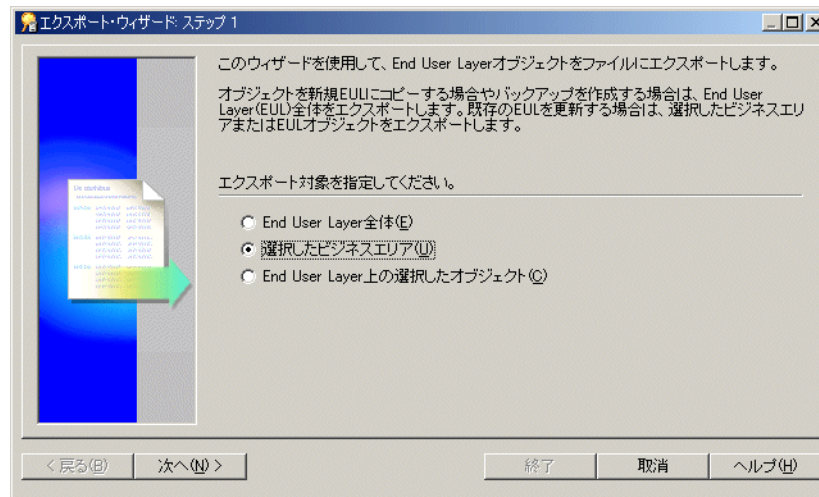 エクスポート・ウィザード: ステップ 1
このウィザードを使用して、End User Layerオブジェクトをファイルにエクスポートします。
オブジェクトを新規EULにコピーする場合やバックアップを作成する場合は、End User
Layer(EUL)全体をエクスポートします。既存のEULを更新する場合は、選択したビジネスエリ
アまたはEULオブジェクトをエクスポートします。
エクスポート対象を指定してください。
End User Layer全体(E)
選択したビジネスエリア(U)
End User Layer上の選択したオブジェクト(C)
< 戻る(B)
次へ(N) >
終了
取消
ヘルプ(H)